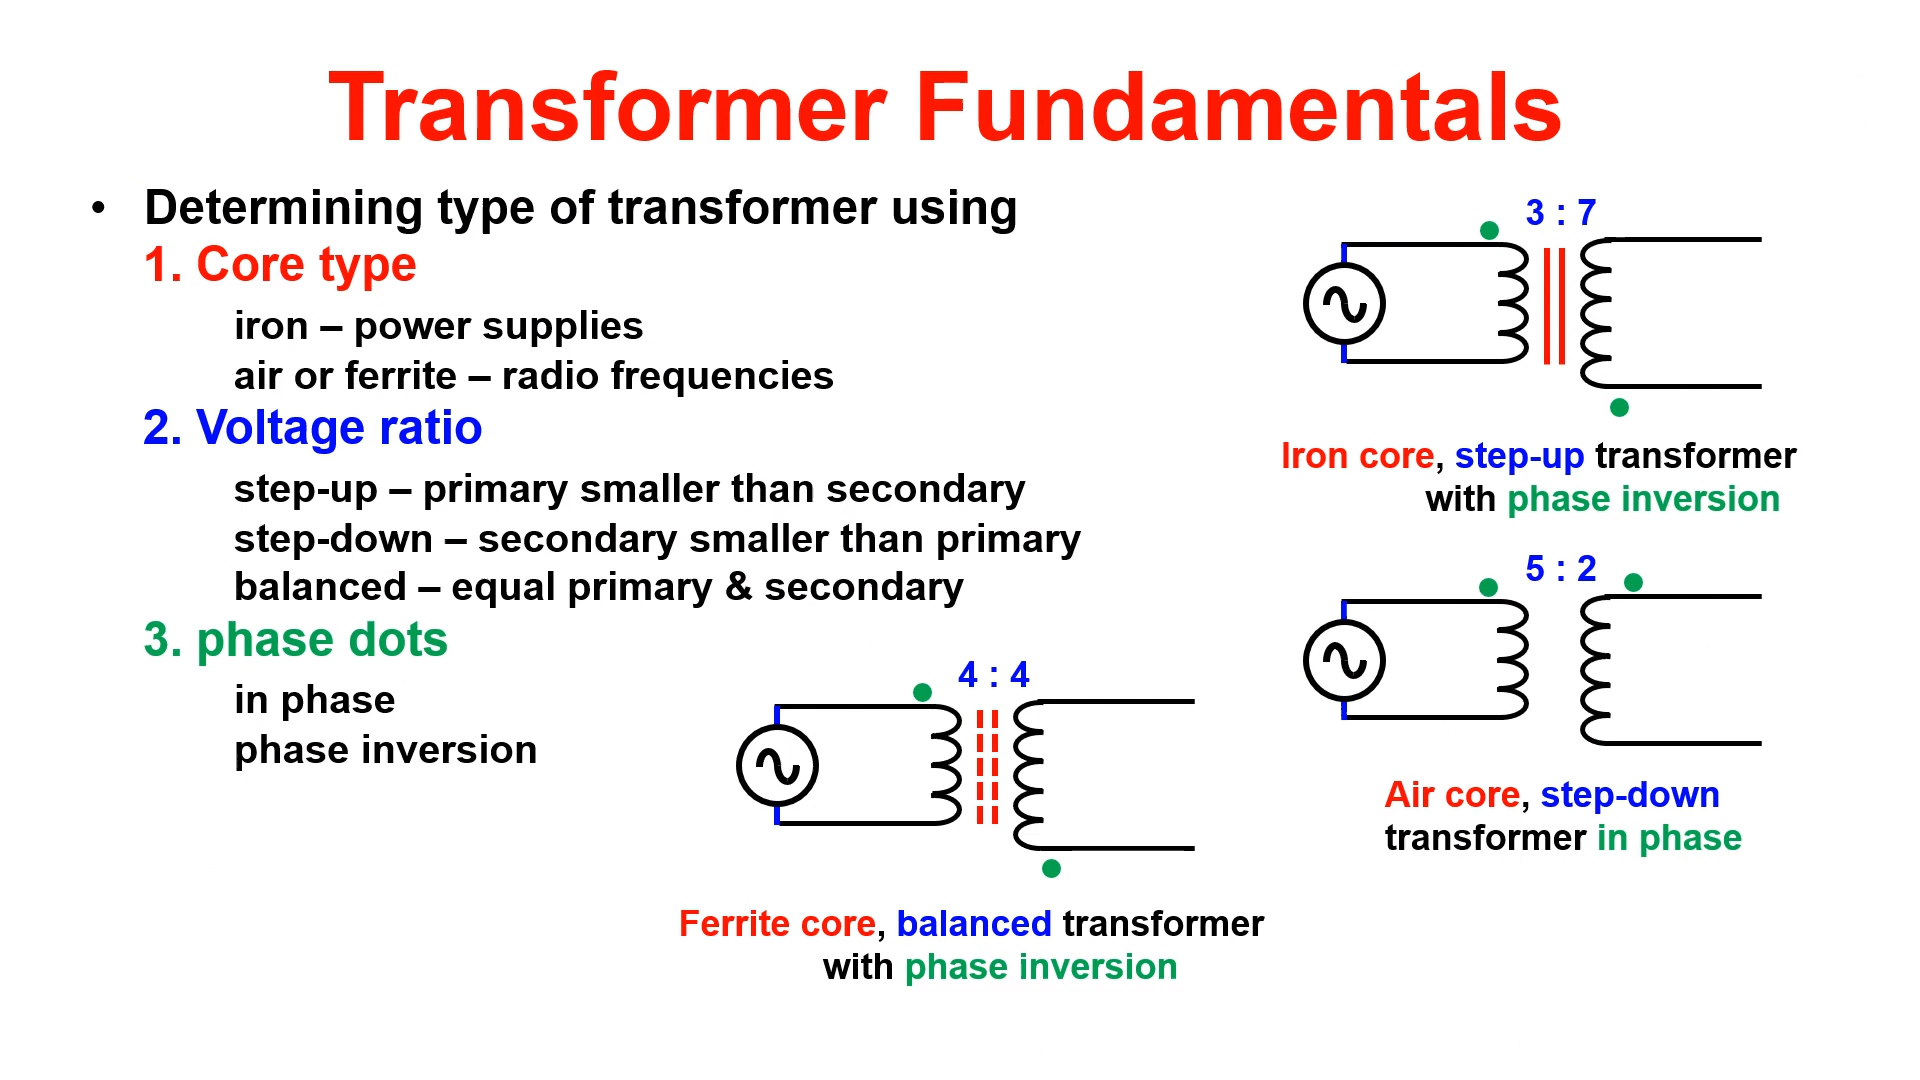 Transformer Fundamentals
• Determining type of transformer using
1. Core type
iron – power supplies
air or ferrite – radio frequencies
2. Voltage ratio
step-up – primary smaller than secondary
step-down – secondary smaller than primary
balanced – equal primary & secondary
3. phase dots
in phase
phase inversion
3 : 7
Iron core, step-up transformer
with phase inversion
5 : 2
Air core, step-down
transformer in phase
4 : 4
Ferrite core, balanced transformer
with phase inversion